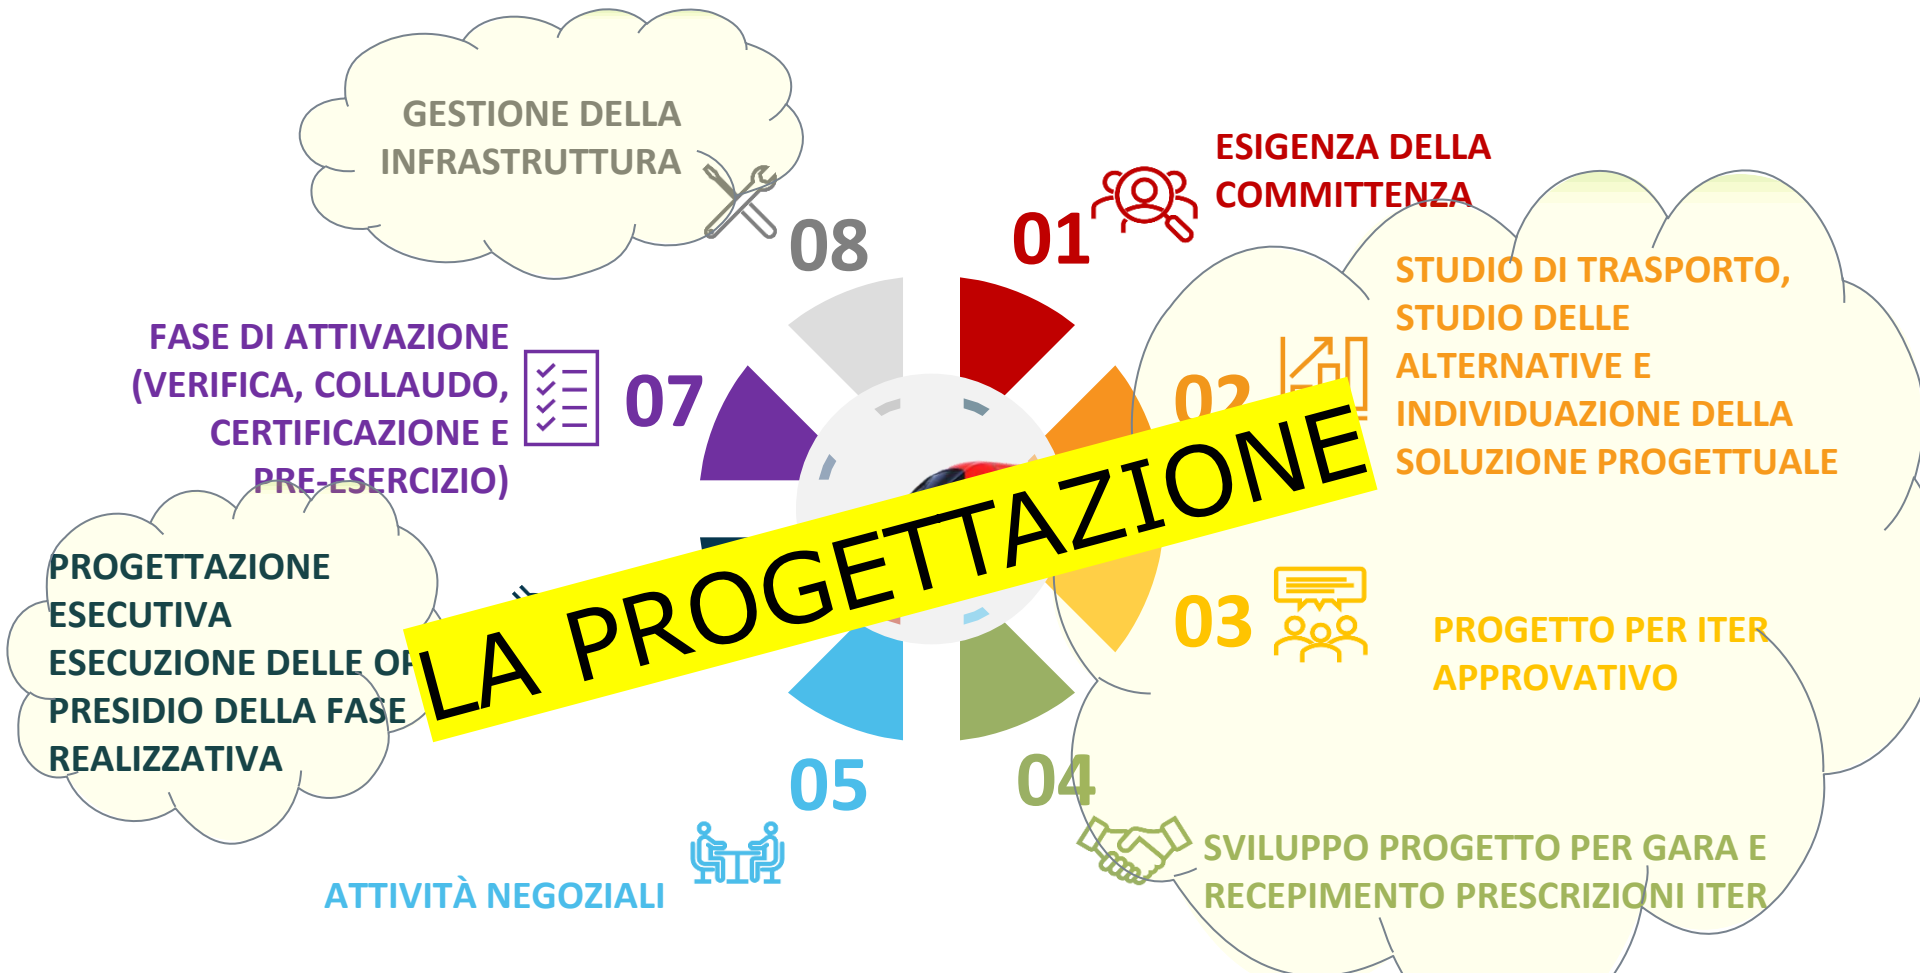 GESTIONE DELLA
INFRASTRUTTURA
08
01
ESIGENZA DELLA
COMMITTENZA
02
STUDIO DI TRASPORTO,
STUDIO DELLE
ALTERNATIVE E
INDIVIDUAZIONE DELLA
SOLUZIONE PROGETTUALE
03
PROGETTO PER ITER
APPROVATIVO
04
SVILUPPO PROGETTO PER GARA E
RECEPIMENTO PRESCRIZIONI ITER
05
ATTIVITÀ NEGOZIALI
PROGETTAZIONE
ESECUTIVA
ESECUZIONE DELLE
PRESIDIO DELLA FASE
REALIZZATIVA
07
FASE DI ATTIVAZIONE
(VERIFICA, COLLAUDO,
CERTIFICAZIONE E
PRE-ESERCIZIO)
LA PROGETTAZIONE